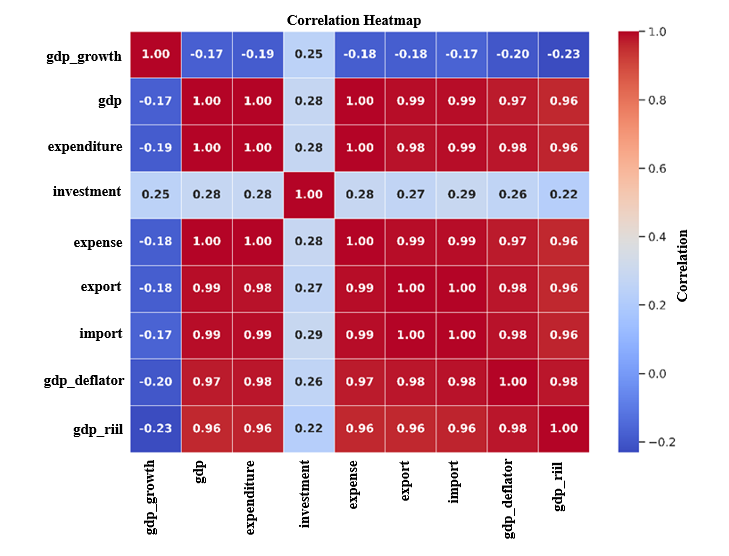 Correlation Heatmap
gdp_growth 1.00 -0.17 -0.19 0.25 -0.18 -0.18 -0.17 -0.20 -0.23
gdp -0.17 1.00 1.00 0.28 1.00 0.99 0.99 0.97 0.96
expenditure -0.19 1.00 1.00 0.28 1.00 0.98 0.99 0.98 0.96
investment 0.25 0.28 0.28 1.00 0.28 0.27 0.29 0.26 0.22
expense -0.18 1.00 1.00 0.28 1.00 0.99 0.99 0.97 0.96
export -0.18 0.99 0.98 0.27 0.99 1.00 1.00 0.98 0.96
import -0.17 0.99 0.99 0.29 0.99 1.00 1.00 0.98 0.96
gdp_deflator -0.20 0.97 0.98 0.26 0.97 0.98 0.98 1.00 0.98
gdp_riil -0.23 0.96 0.96 0.22 0.96 0.96 0.96 0.98 1.00
gdp_growth
gdp
expenditure
investment
expense
export
import
gdp_deflator
gdp_riil
1.0
0.8
0.6
0.4
0.2
0.0
−0.2
Correlation